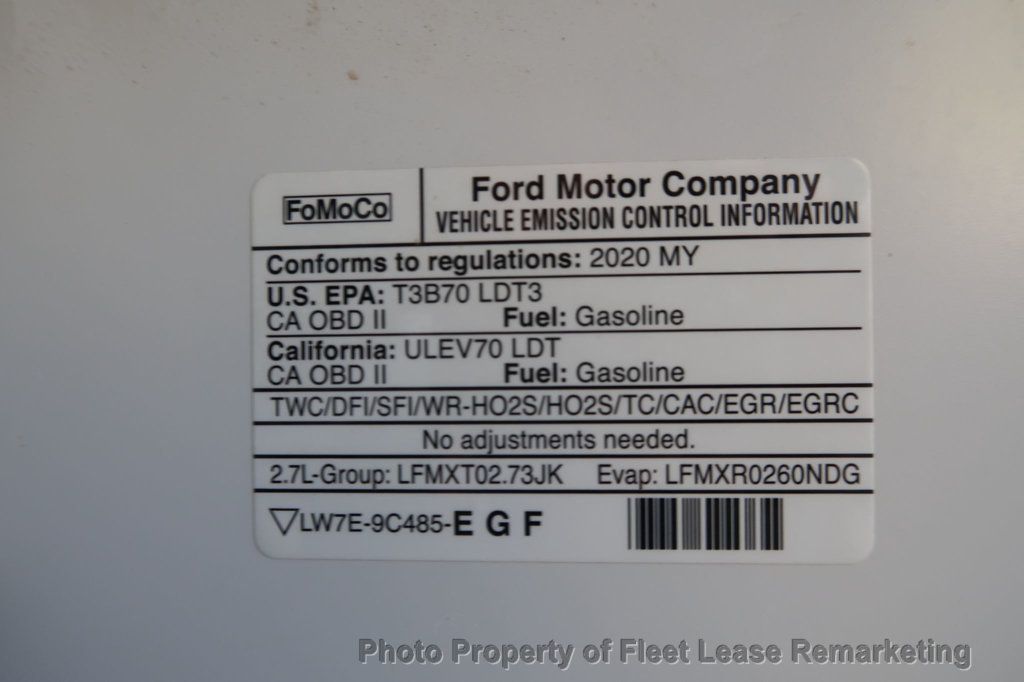 FoMoCo
Ford Motor Company
VEHICLE EMISSION CONTROL INFORMATION
Conforms to regulations: 2020 MY
U.S. EPA: T3B70 LDT3
CA OBD II Fuel: Gasoline
California: ULEV70 LDT
CA OBD II Fuel: Gasoline
TWC/DFI/SFI/WR-HO2S/HO2S/TC/CAC/EGR/EGRC
No adjustments needed.
2.7L-Group: LFMXT02.73JK Evap: LFMXR0260NDG
▽LW7E-9C485-E G F
Photo Property of Fleet Lease Remarketing